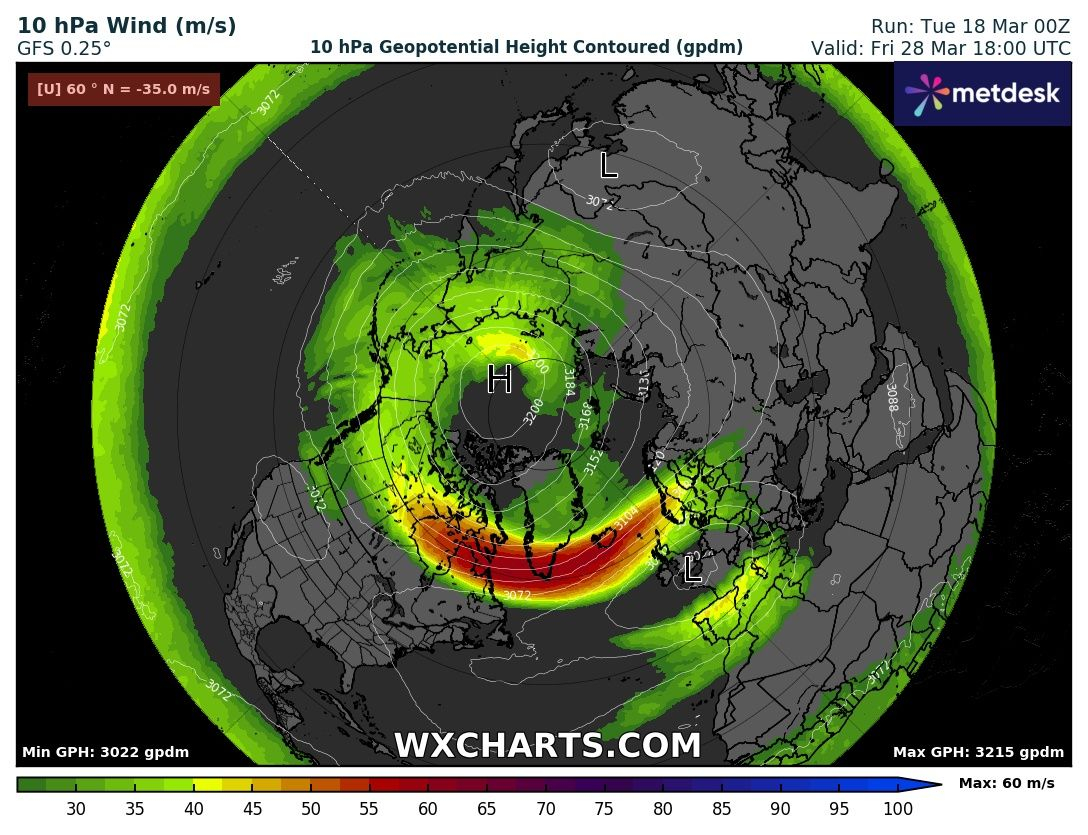 10 hPa Wind (m/s)
GFS 0.25°
10 hPa Geopotential Height Contoured (gpdm)
Run: Tue 18 Mar 00Z
Valid: Fri 28 Mar 18:00 UTC
[U] 60 ° N = -35.0 m/s
metdesk
3072
L
3072
3072
H
3184
3136
3088
3200
3168
3152
3072
3104
L
3072
3072
3072
3072
WXCHARTS.COM
Min GPH: 3022 gpdm
Max GPH: 3215 gpdm
30 35 40 45 50 55 60 65 70 75 80 85 90 95 100
Max: 60 m/s